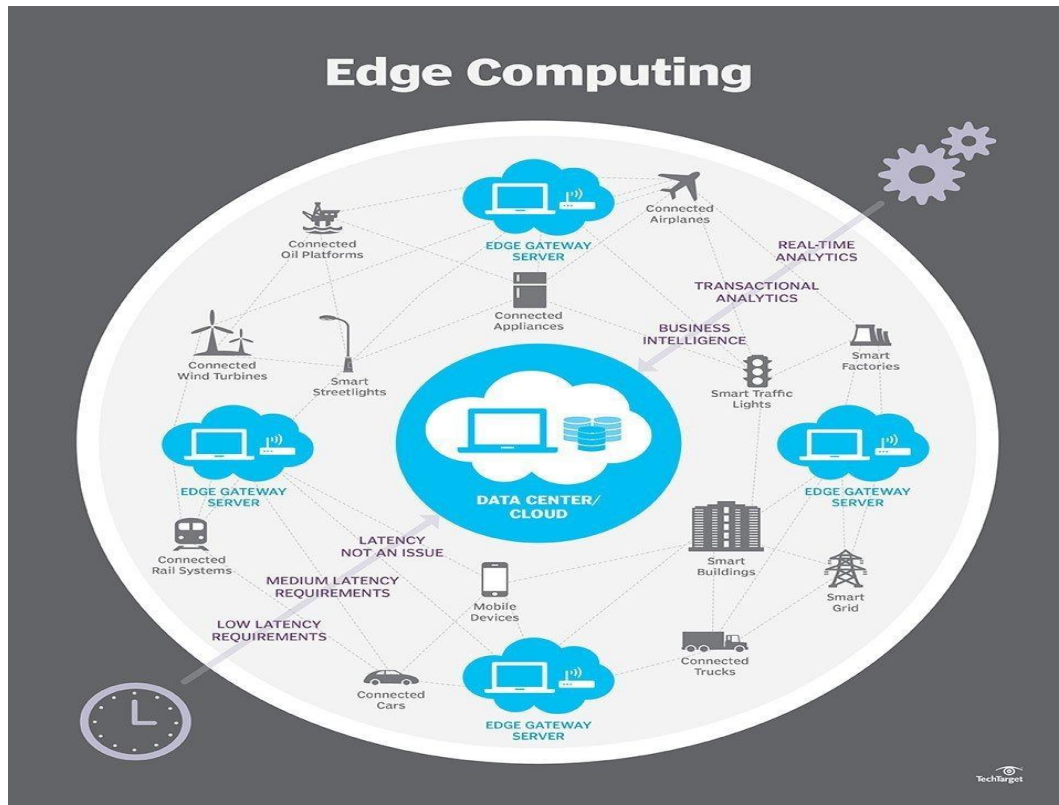 Edge Computing
EDGE GATEWAY
SERVER
Connected
Airplanes
Connected
Oil Platforms
REAL-TIME
ANALYTICS
TRANSACTIONAL
ANALYTICS
Connected
Appliances
BUSINESS
INTELLIGENCE
Connected
Wind Turbines
Smart
Streetlights
Smart
Factories
Smart Traffic
Lights
EDGE GATEWAY
SERVER
DATA CENTER/
CLOUD
EDGE GATEWAY
SERVER
LATENCY
NOT AN ISSUE
Connected
Rail Systems
MEDIUM LATENCY
REQUIREMENTS
LOW LATENCY
REQUIREMENTS
Mobile
Devices
Smart
Buildings
Smart
Grid
Connected
Trucks
Connected
Cars
EDGE GATEWAY
SERVER
TechTarget